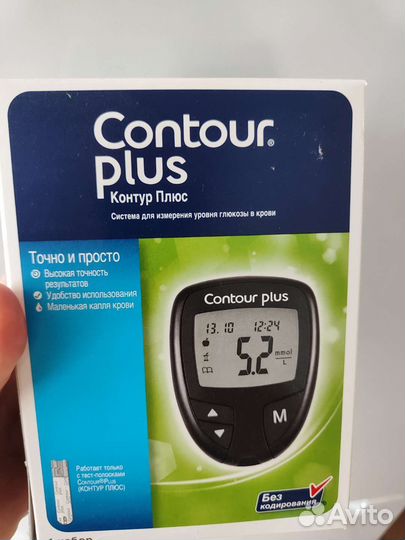 Contour®
plus
Контур Плюс
Система для измерения уровня глюкозы в крови
Точно и просто
Высокая точность
результатов
Удобство использования
Маленькая капля крови
Contour plus
13.10 12:24
5.2 mmol
L
M
Работает только
с тест-полосками
Contour®Plus
(КОНТУР ПЛЮС)
Без
кодирования
Avito